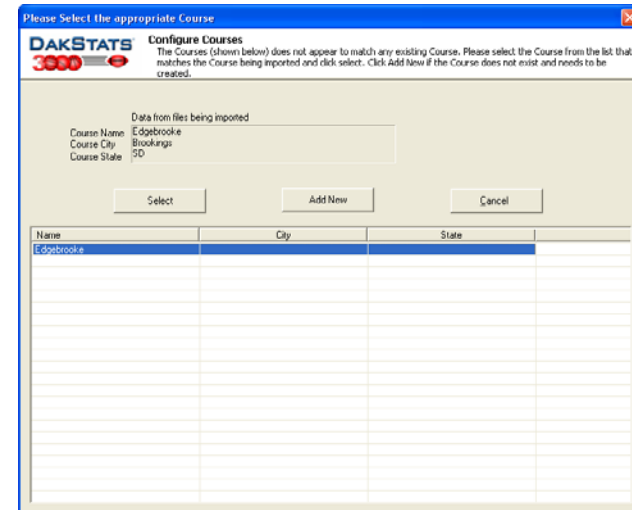 Please Select the appropriate Course
DAKSTATS
3000
Configure Courses
The Courses (shown below) does not appear to match any existing Course. Please select the Course from the list that
matches the Course being imported and click select. Click Add New if the Course does not exist and needs to be
created.
Data from files being imported
Course Name Edgebrooke
Course City Brookings
Course State SD
Select Add New Cancel
Name City State
Edgebrooke